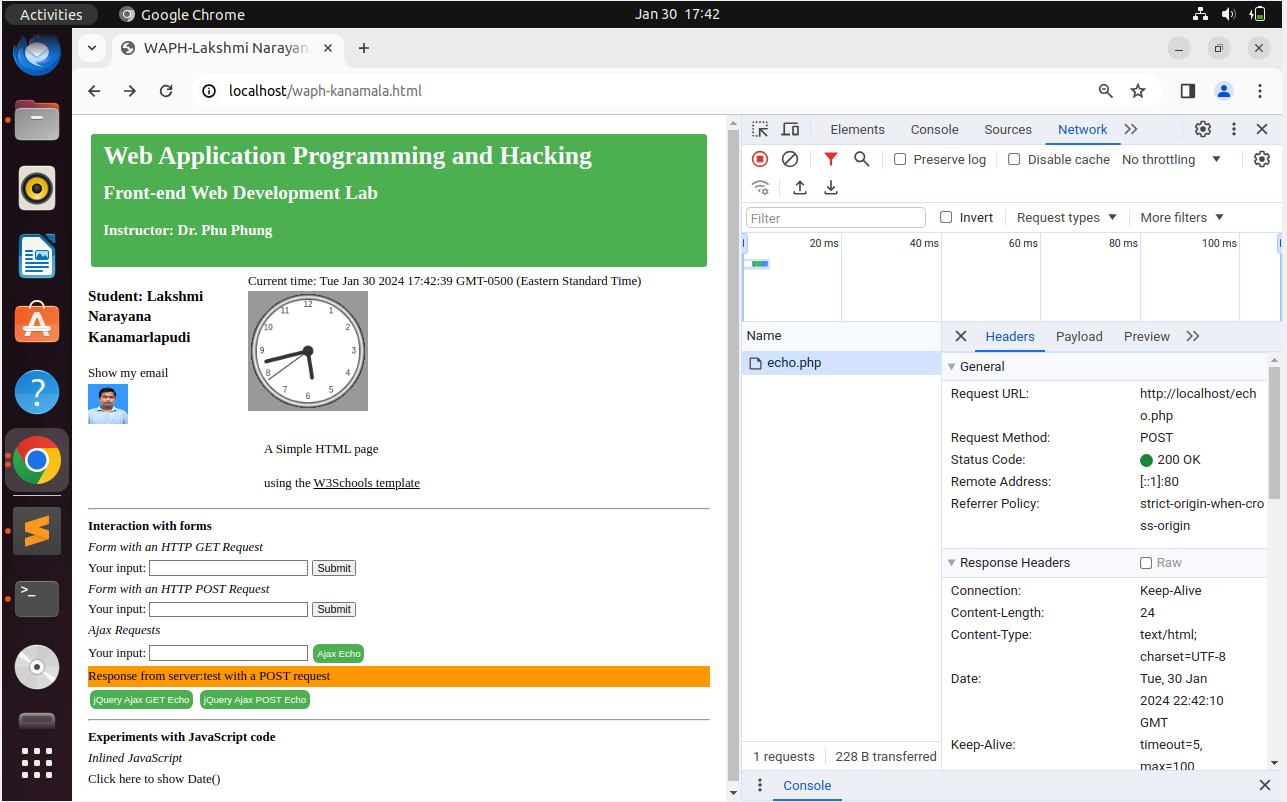 Activities
Google Chrome
Jan 30 17:42
WAPH-Lakshmi Narayan
localhost/waph-kanamala.html
Web Application Programming and Hacking
Front-end Web Development Lab
Instructor: Dr. Phu Phung
Student: Lakshmi
Narayana
Kanamarlapudi
Show my email
Current time: Tue Jan 30 2024 17:42:39 GMT-0500 (Eastern Standard Time)
12
1
2
3
4
5
6
7
8
9
10
11
A Simple HTML page
using the W3Schools template
Interaction with forms
Form with an HTTP GET Request
Your input: Submit
Form with an HTTP POST Request
Your input: Submit
Ajax Requests
Your input: Ajax Echo
Response from server:test with a POST request
jQuery Ajax GET Echo jQuery Ajax POST Echo
Experiments with JavaScript code
Inlined JavaScript
Click here to show Date()
Elements Console Sources Network
Preserve log Disable cache No throttling
Filter Invert Request types More filters
20 ms 40 ms 60 ms 80 ms 100 ms
Name
echo.php
1 requests 228 B transferred
Headers Payload Preview
General
Request URL: http://localhost/ech
o.php
Request Method: POST
Status Code: 200 OK
Remote Address: [::1]:80
Referrer Policy: strict-origin-when-cro
ss-origin
Response Headers Raw
Connection: Keep-Alive
Content-Length: 24
Content-Type: text/html;
charset=UTF-8
Date: Tue, 30 Jan
2024 22:42:10
GMT
Keep-Alive: timeout=5,
max=100
Console